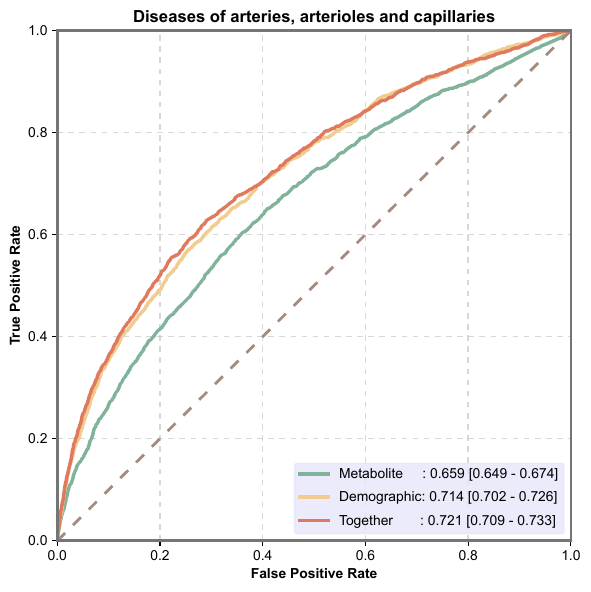 Diseases of arteries, arterioles and capillaries
1.0
0.8
0.6
0.4
0.2
0.0
True Positive Rate
Metabolite : 0.659 [0.649 - 0.674]
Demographic: 0.714 [0.702 - 0.726]
Together : 0.721 [0.709 - 0.733]
0.0 0.2 0.4 0.6 0.8 1.0
False Positive Rate